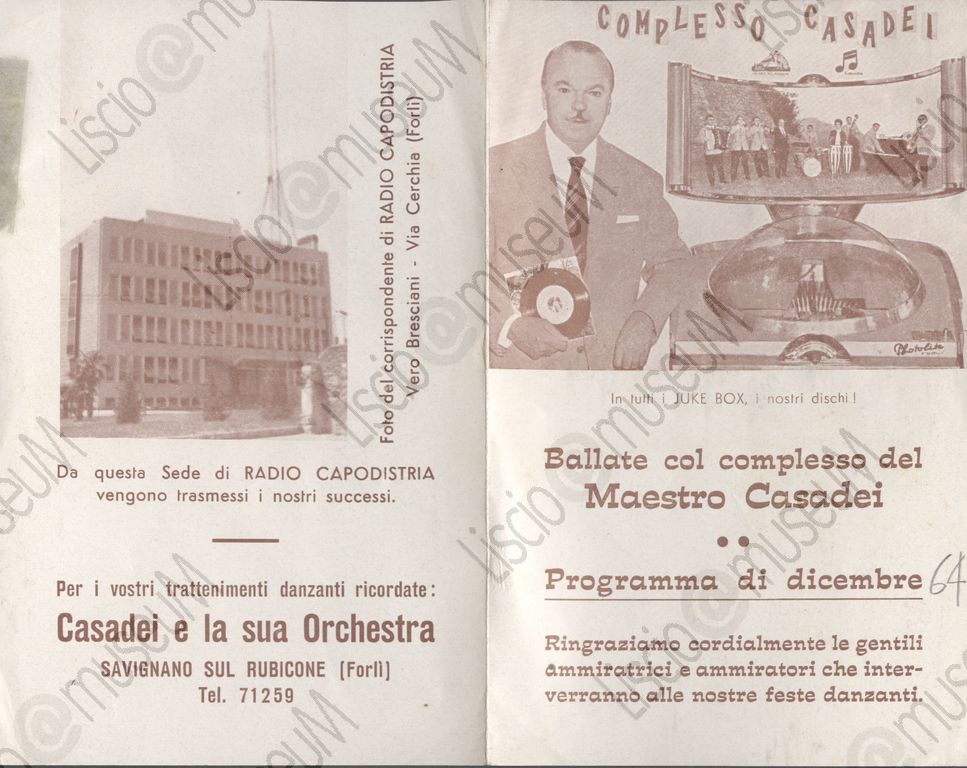 Foto del corrispondente di RADIO CAPODISTRIA
Vero Bresciani - Via Cerchia (Forlì)
Da questa Sede di RADIO CAPODISTRIA
vengono trasmessi i nostri successi.
Per i vostri trattenimenti danzanti ricordate:
Casadei e la sua Orchestra
SAVIGNANO SUL RUBICONE (Forlì)
Tel. 71259
COMPLESSO CASADEI
Photolite
In tutti i JUKE BOX, i nostri dischi!
Ballate col complesso del
Maestro Casadei
Programma di dicembre 64
Ringraziamo cordialmente le gentili
ammiratrici e ammiratori che inter-
verranno alle nostre feste danzanti.
Liscio@museuM